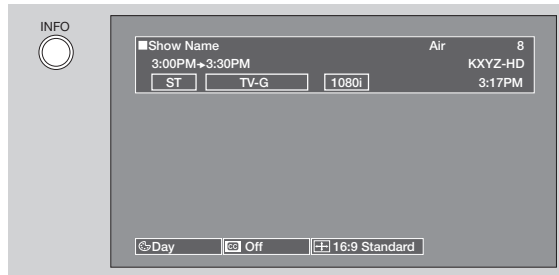 INFO
■Show Name Air 8
3:00PM→3:30PM KXYZ-HD
ST TV-G 1080i 3:17PM
Day CC Off 16:9 Standard